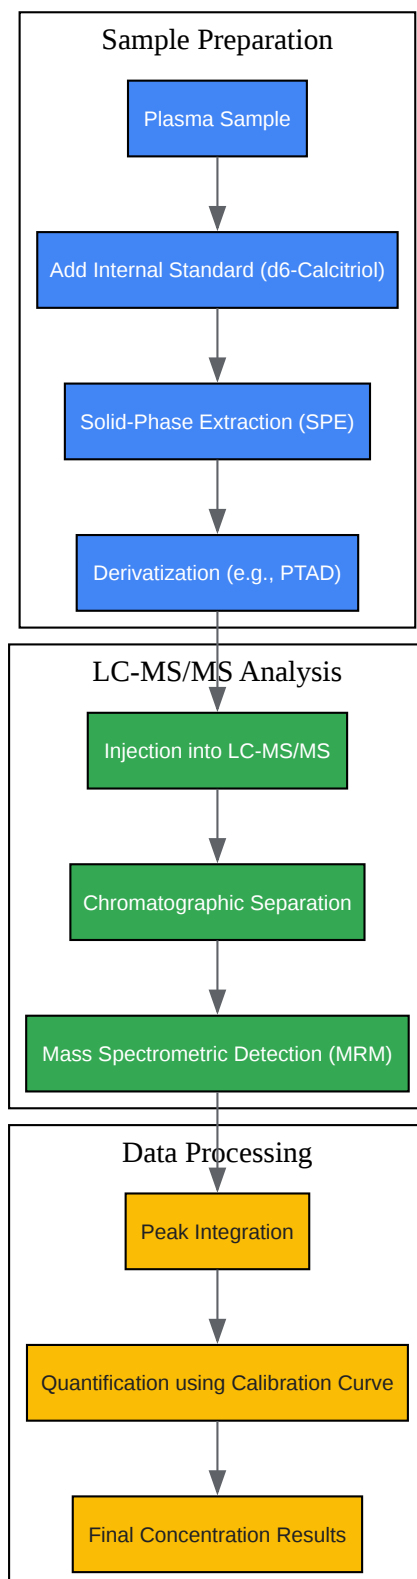 Sample Preparation
Plasma Sample
Add Internal Standard (d6-Calcitriol)
Solid-Phase Extraction (SPE)
Derivatization (e.g., PTAD)
LC-MS/MS Analysis
Injection into LC-MS/MS
Chromatographic Separation
Mass Spectrometric Detection (MRM)
Data Processing
Peak Integration
Quantification using Calibration Curve
Final Concentration Results